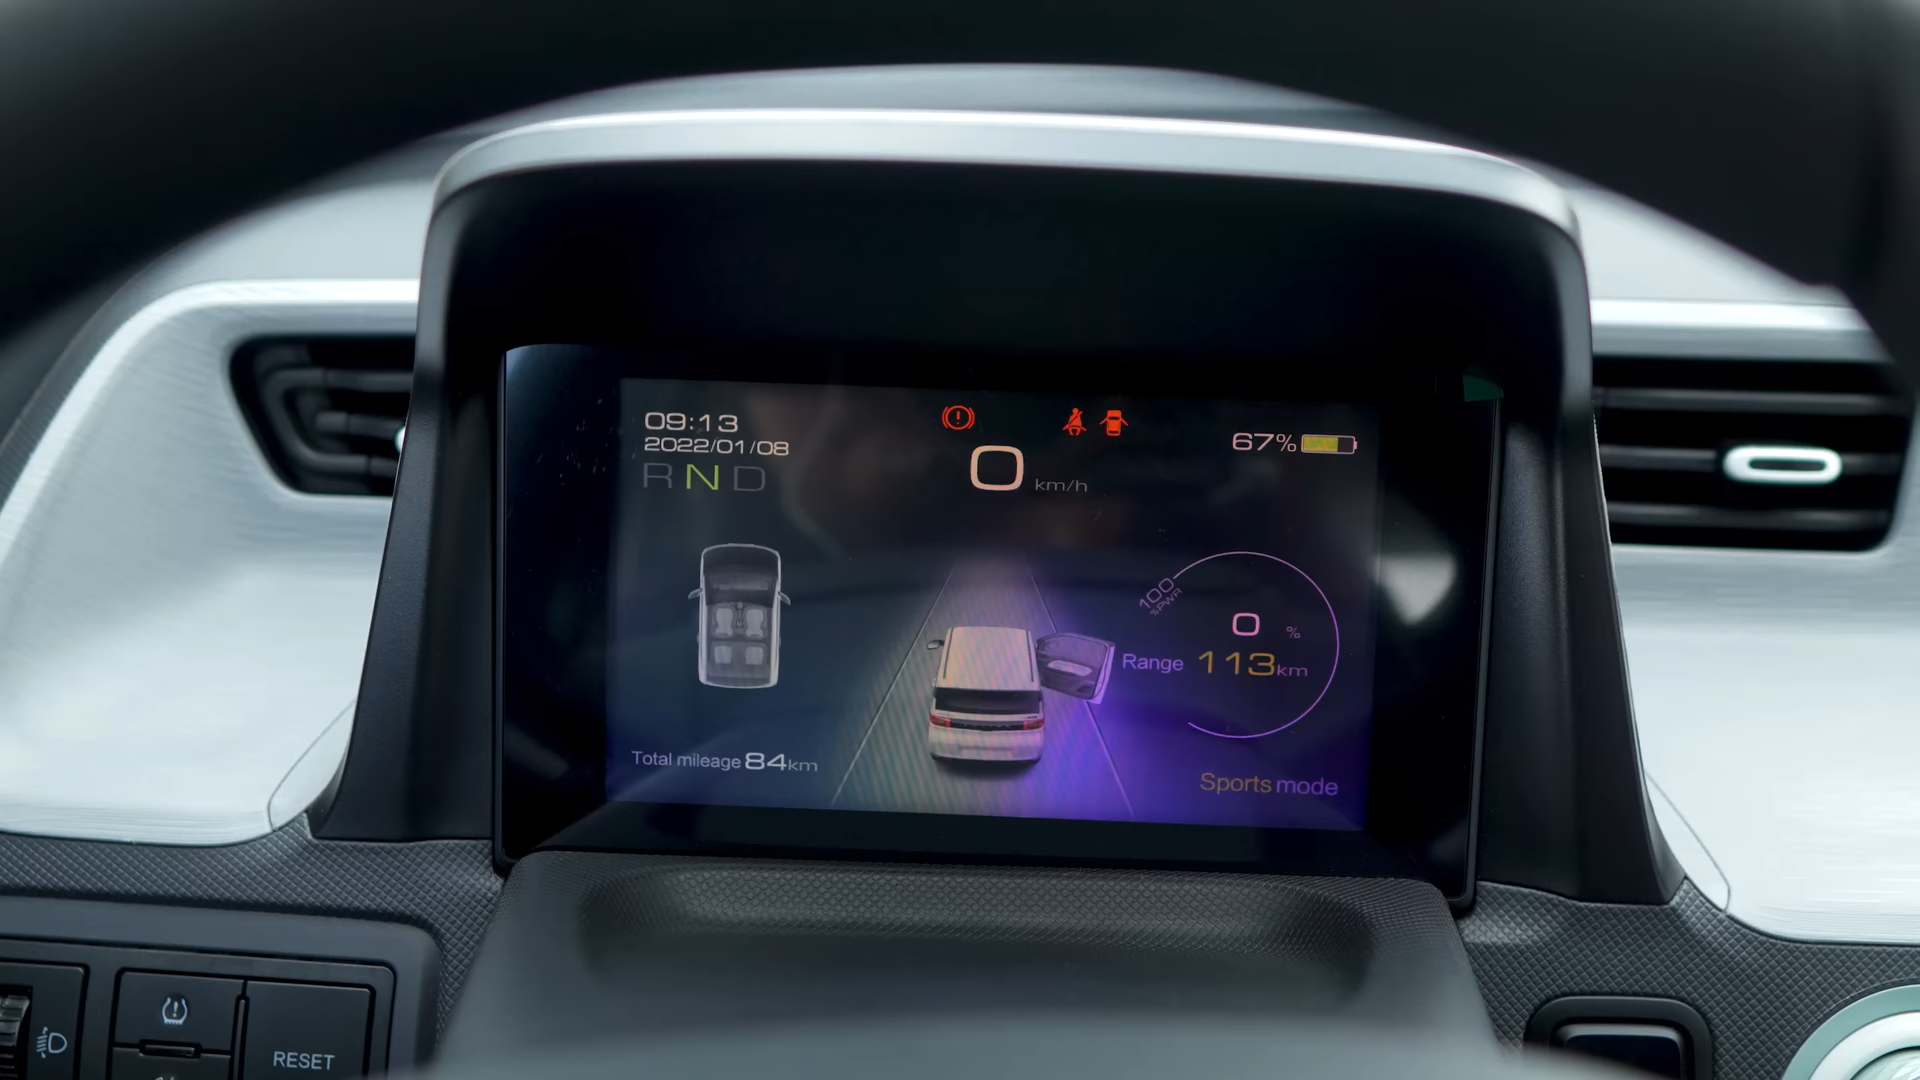 09:13
2022/01/08
R N D
0 km/h
67%
100
%PWR
0 %
Range 113km
Total mileage 84km
Sports mode
RESET